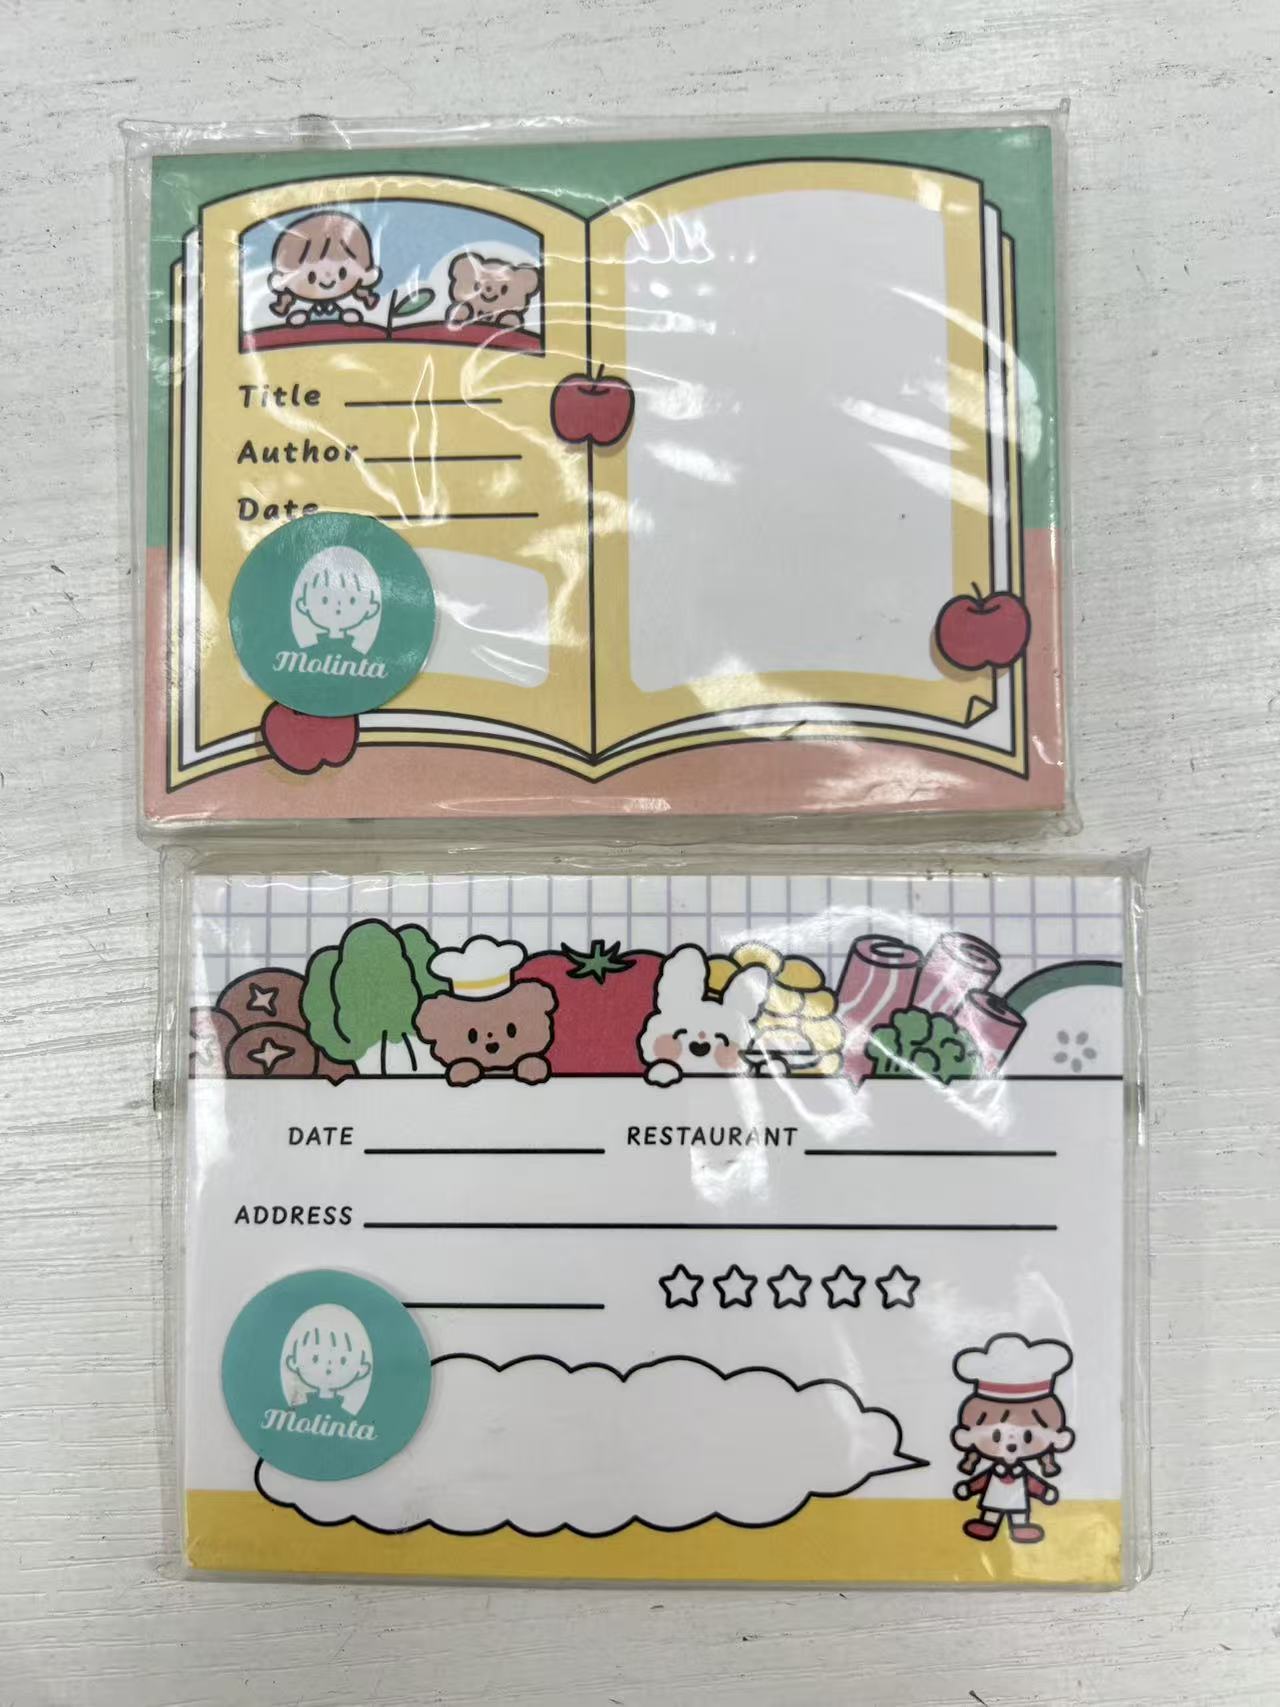 Title
Author
Date
Molinta
DATE
RESTAURANT
ADDRESS
Molinta